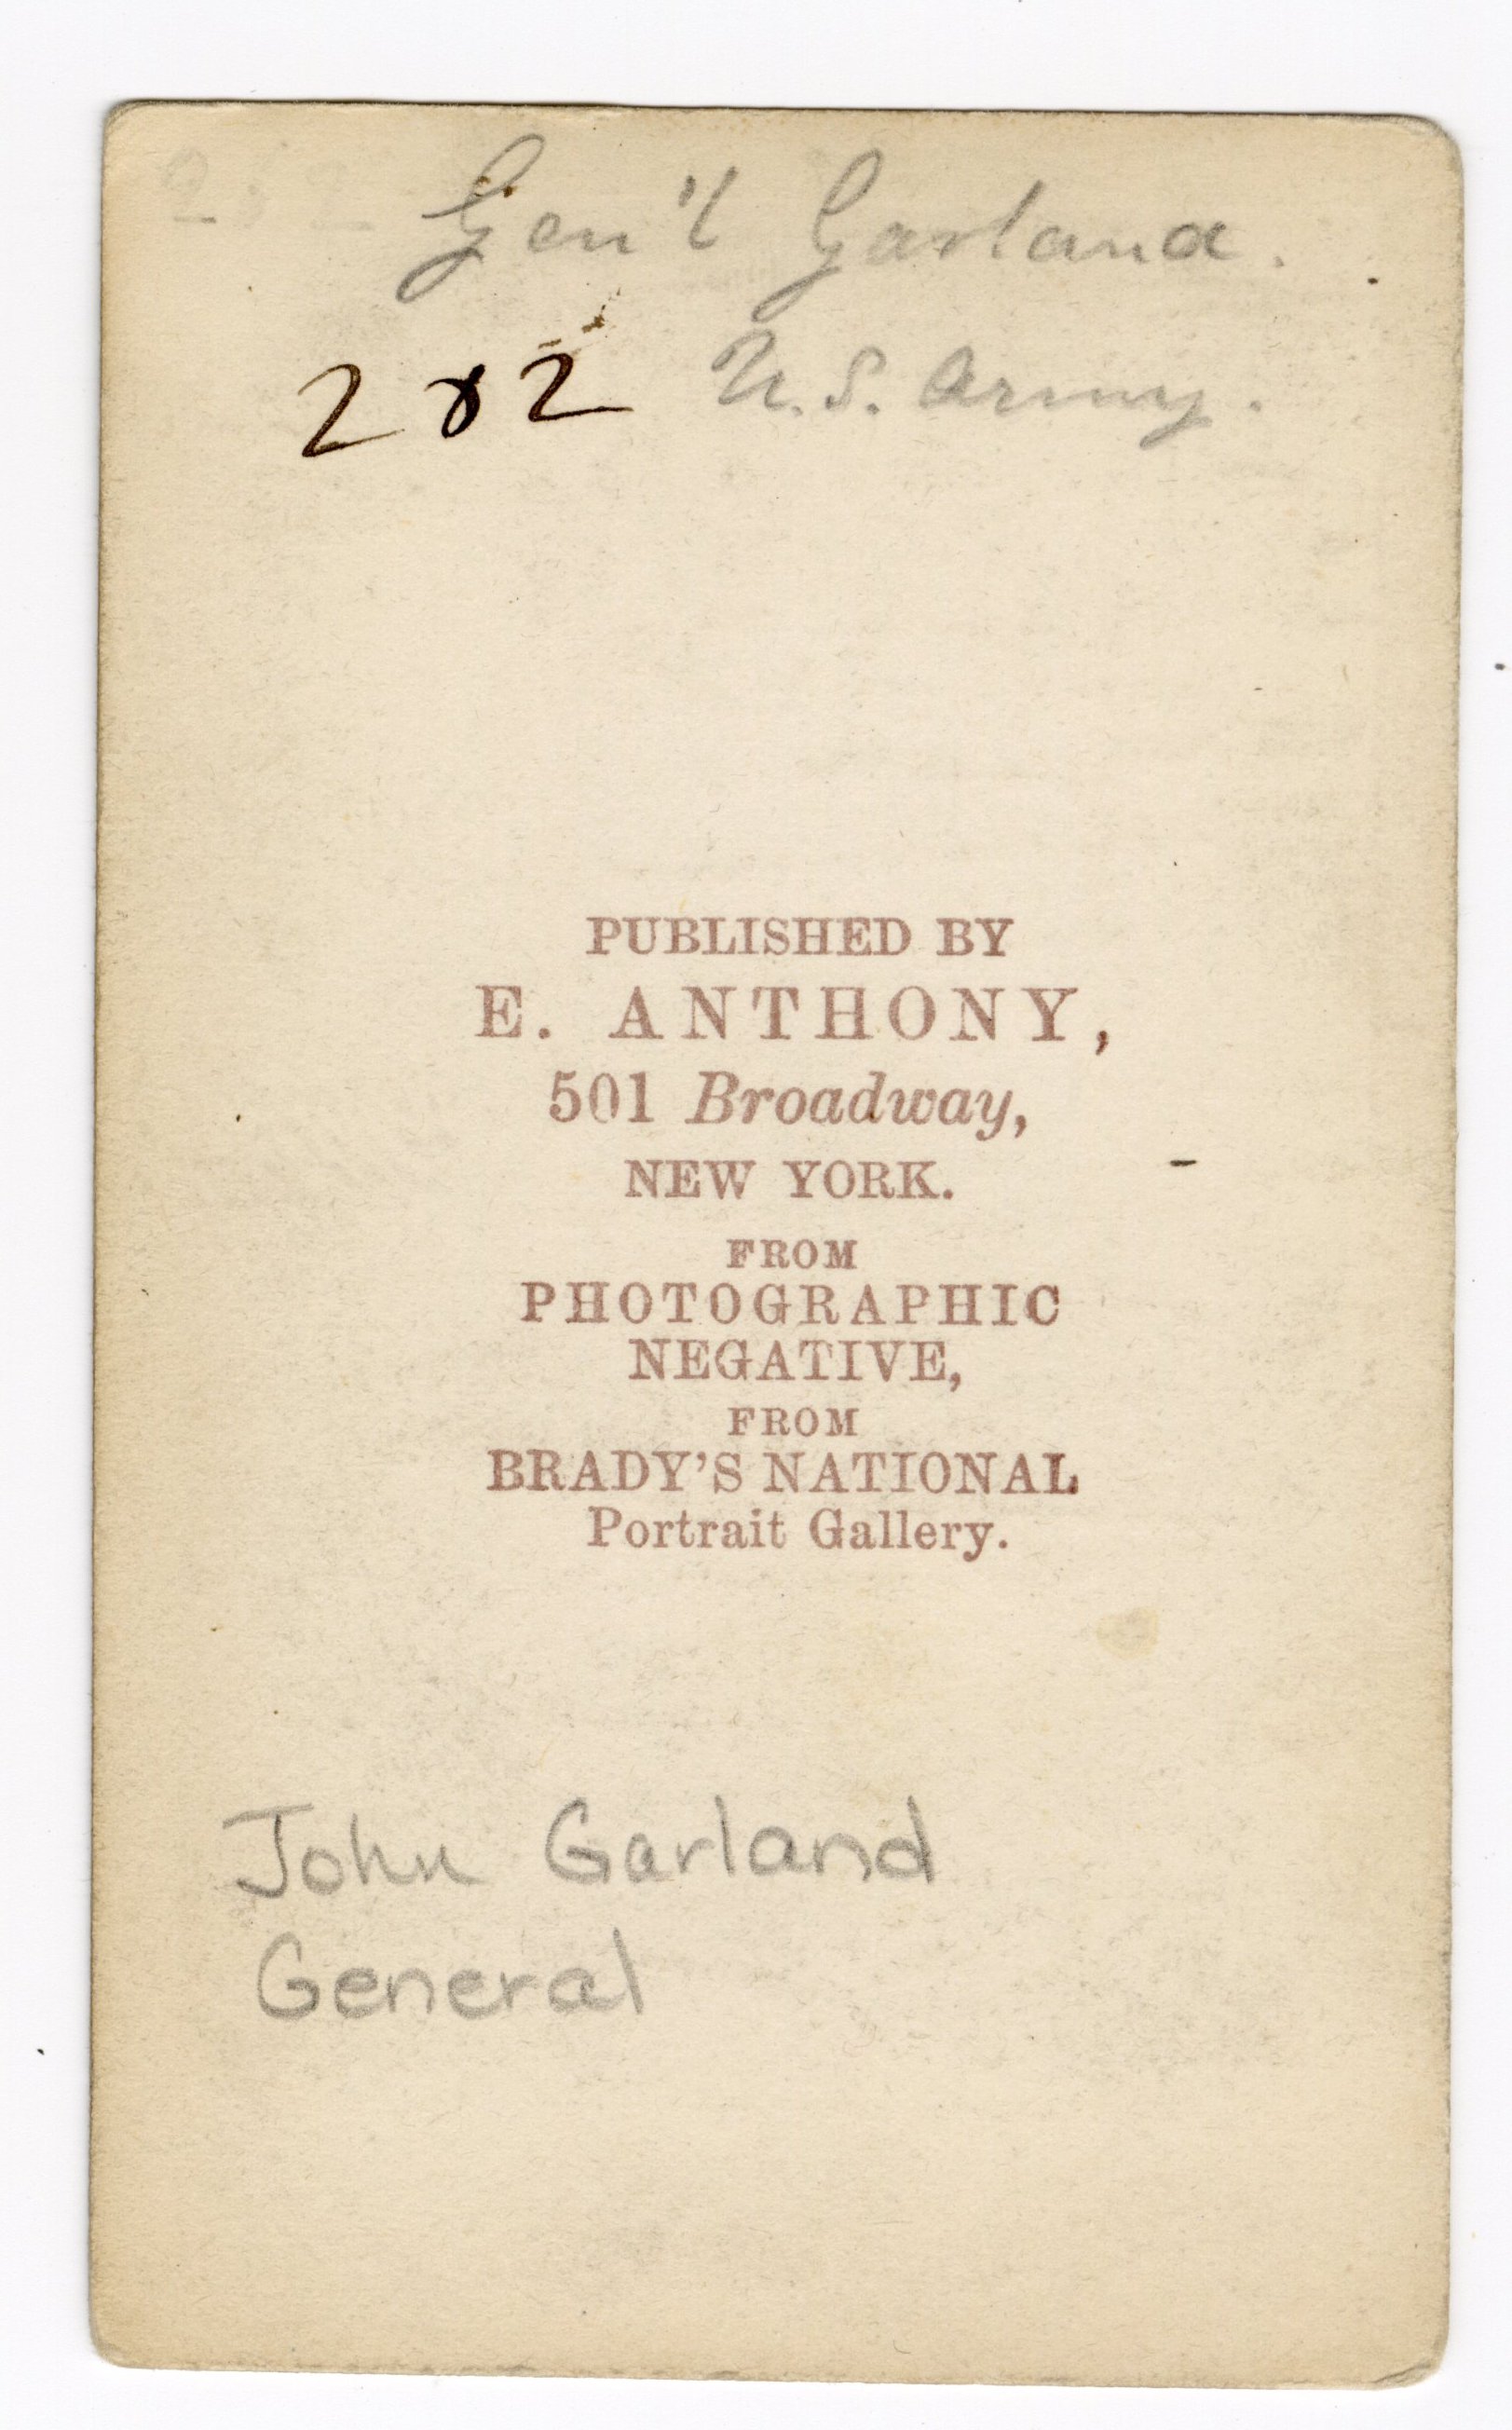 Gen'l Garland.
282 U.S. Army.
PUBLISHED BY
E. ANTHONY,
501 Broadway,
NEW YORK.
FROM
PHOTOGRAPHIC
NEGATIVE,
FROM
BRADY'S NATIONAL
Portrait Gallery.
John Garland
General